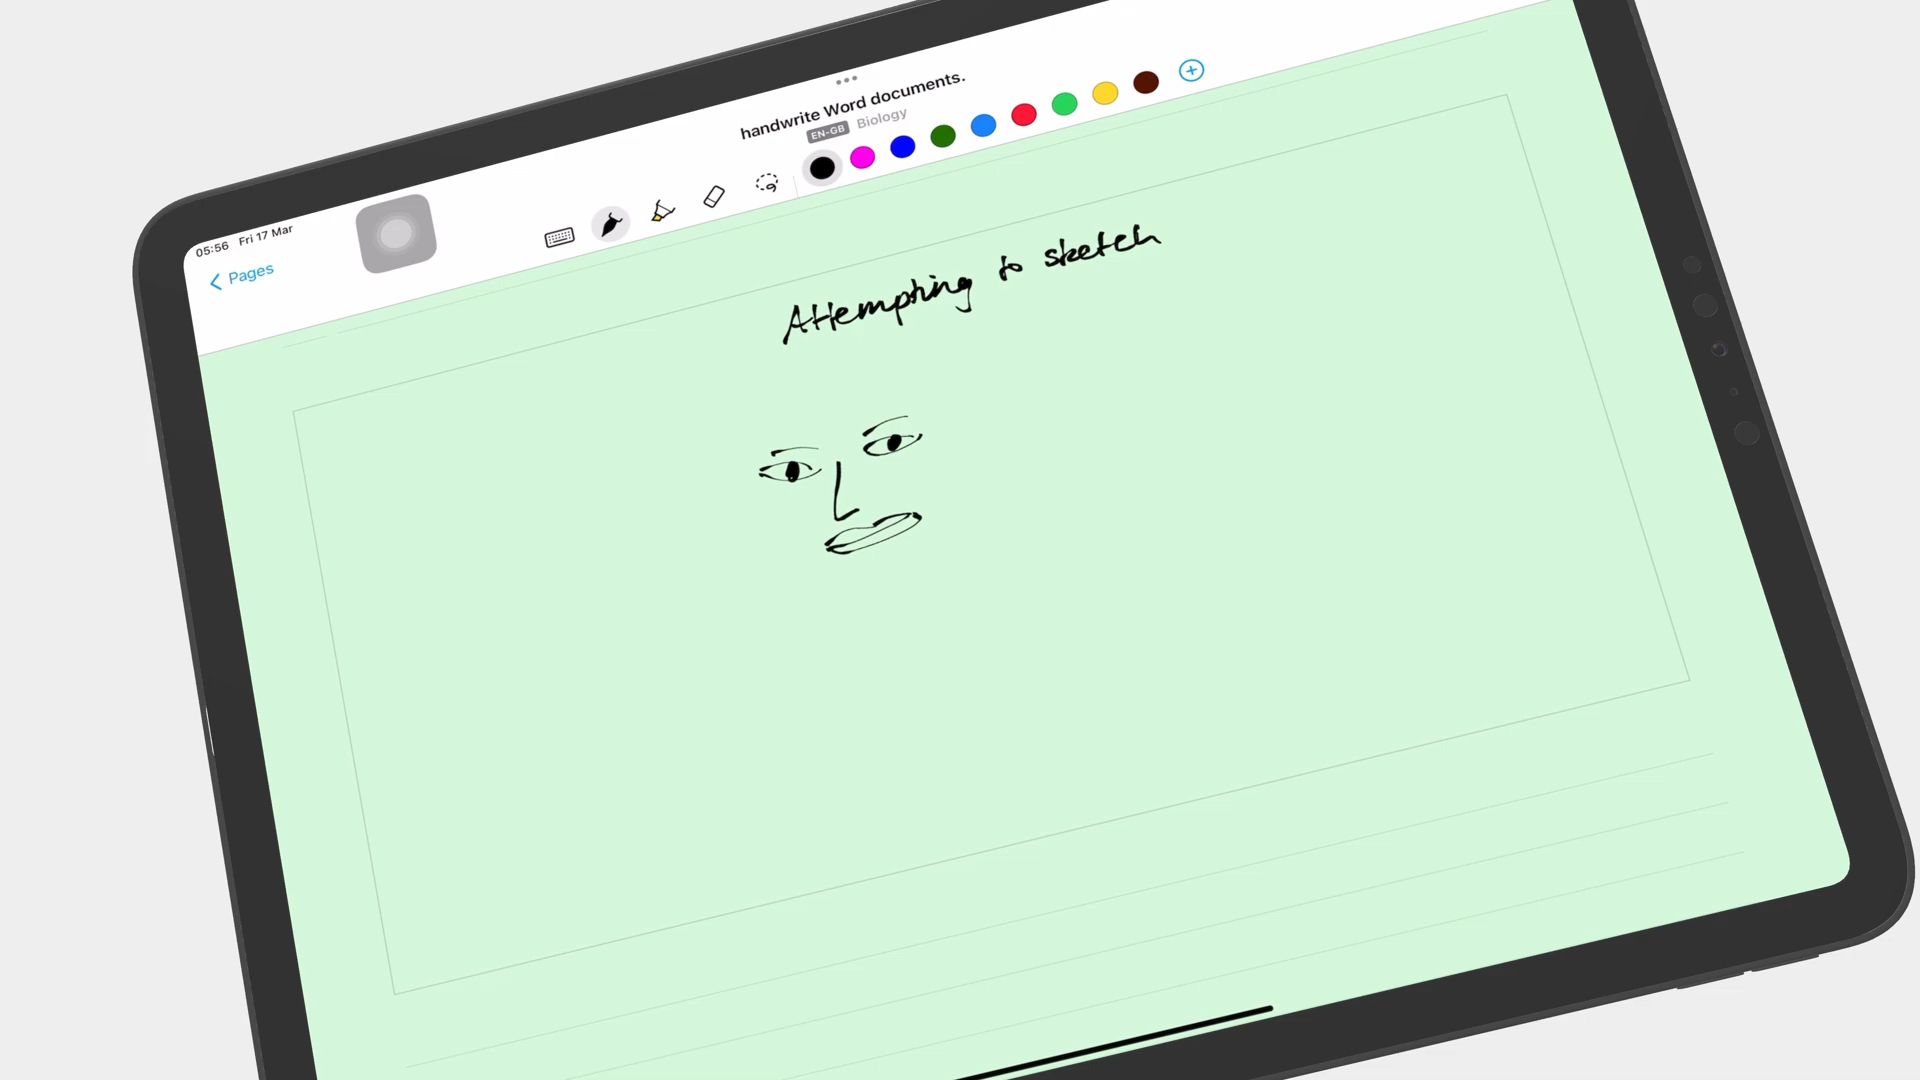 handwrite Word documents.
EN-GB Biology
05:56 Fri 17 Mar
Pages
Attempting to sketch